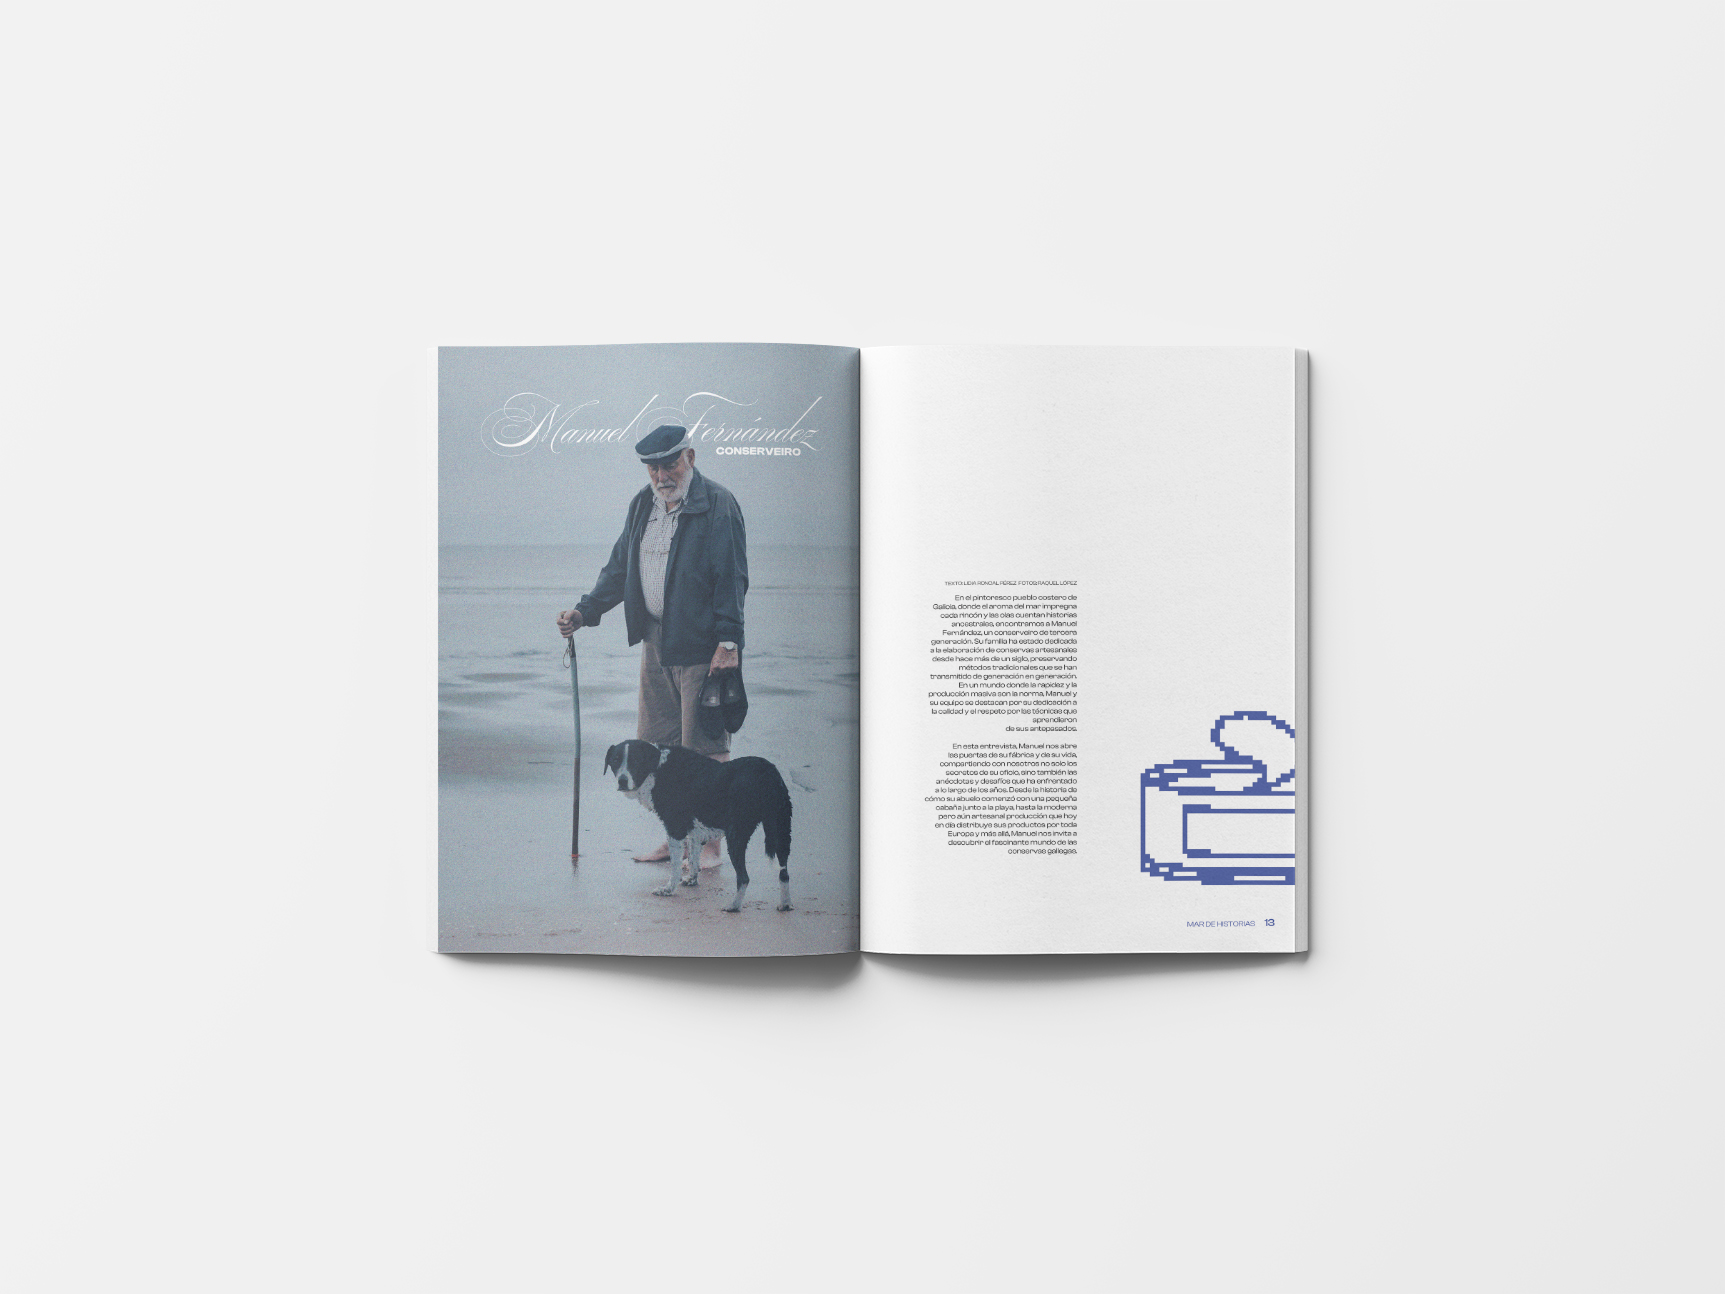 Manuel Fernández
CONSERVEIRO
TEXTO: LIDIA RONCAL PÉREZ FOTOS: RAQUEL LÓPEZ
En el pintoresco pueblo costero de
Galicia, donde el aroma del mar impregna
cada rincón y las olas cuentan historias
ancestrales, encontramos a Manuel
Fernández, un conserveiro de tercera
generación. Su familia ha estado dedicada
a la elaboración de conservas artesanales
desde hace más de un siglo, preservando
métodos tradicionales que se han
transmitido de generación en generación.
En un mundo donde la rapidez y la
producción masiva son la norma, Manuel y
su equipo se destacan por su dedicación a
la calidad y el respeto por las técnicas que
aprendieron
de sus antepasados.
En esta entrevista, Manuel nos abre
las puertas de su fábrica y de su vida,
compartiendo con nosotros no solo los
secretos de su oficio, sino también las
anécdotas y desafíos que ha enfrentado
a lo largo de los años. Desde la historia de
cómo su abuelo comenzó con una pequeña
cabaña junto a la playa, hasta la moderna
pero aún artesanal producción que hoy
en día distribuye sus productos por toda
Europa y más allá, Manuel nos invita a
descubrir el fascinante mundo de las
conservas gallegas.
MAR DE HISTORIAS 13